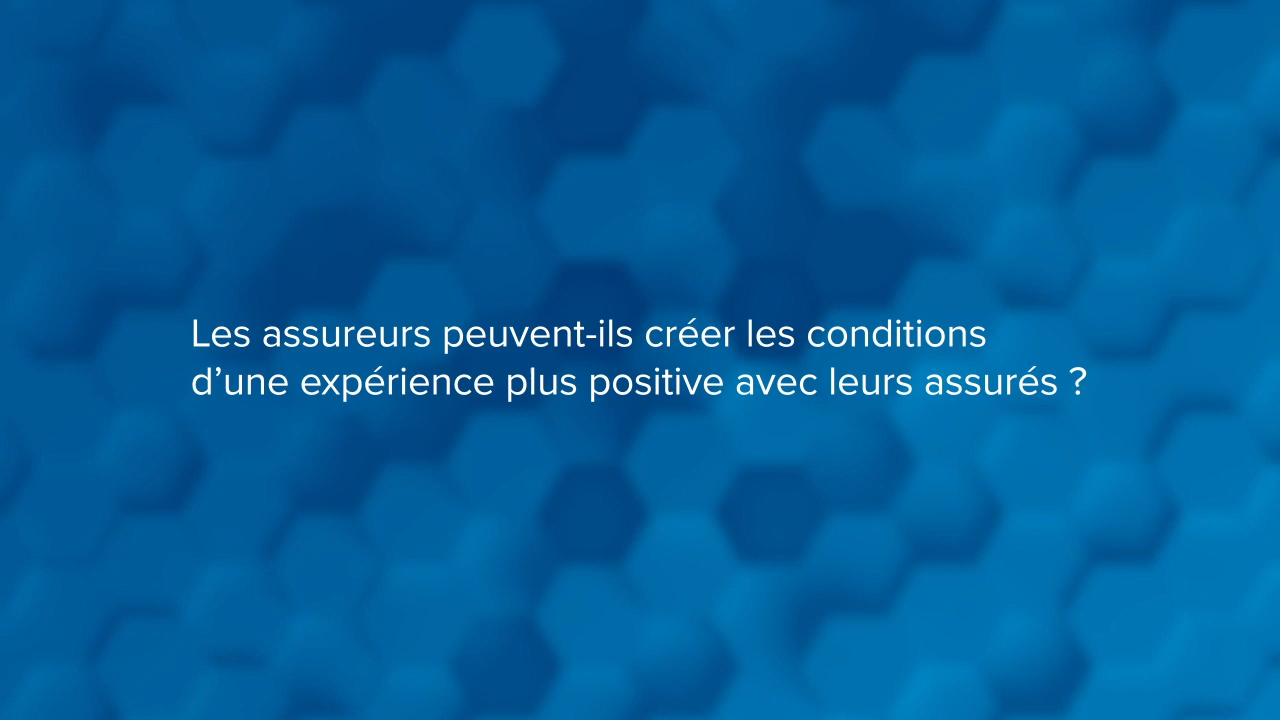 Les assureurs peuvent-ils créer les conditions
d’une expérience plus positive avec leurs assurés ?